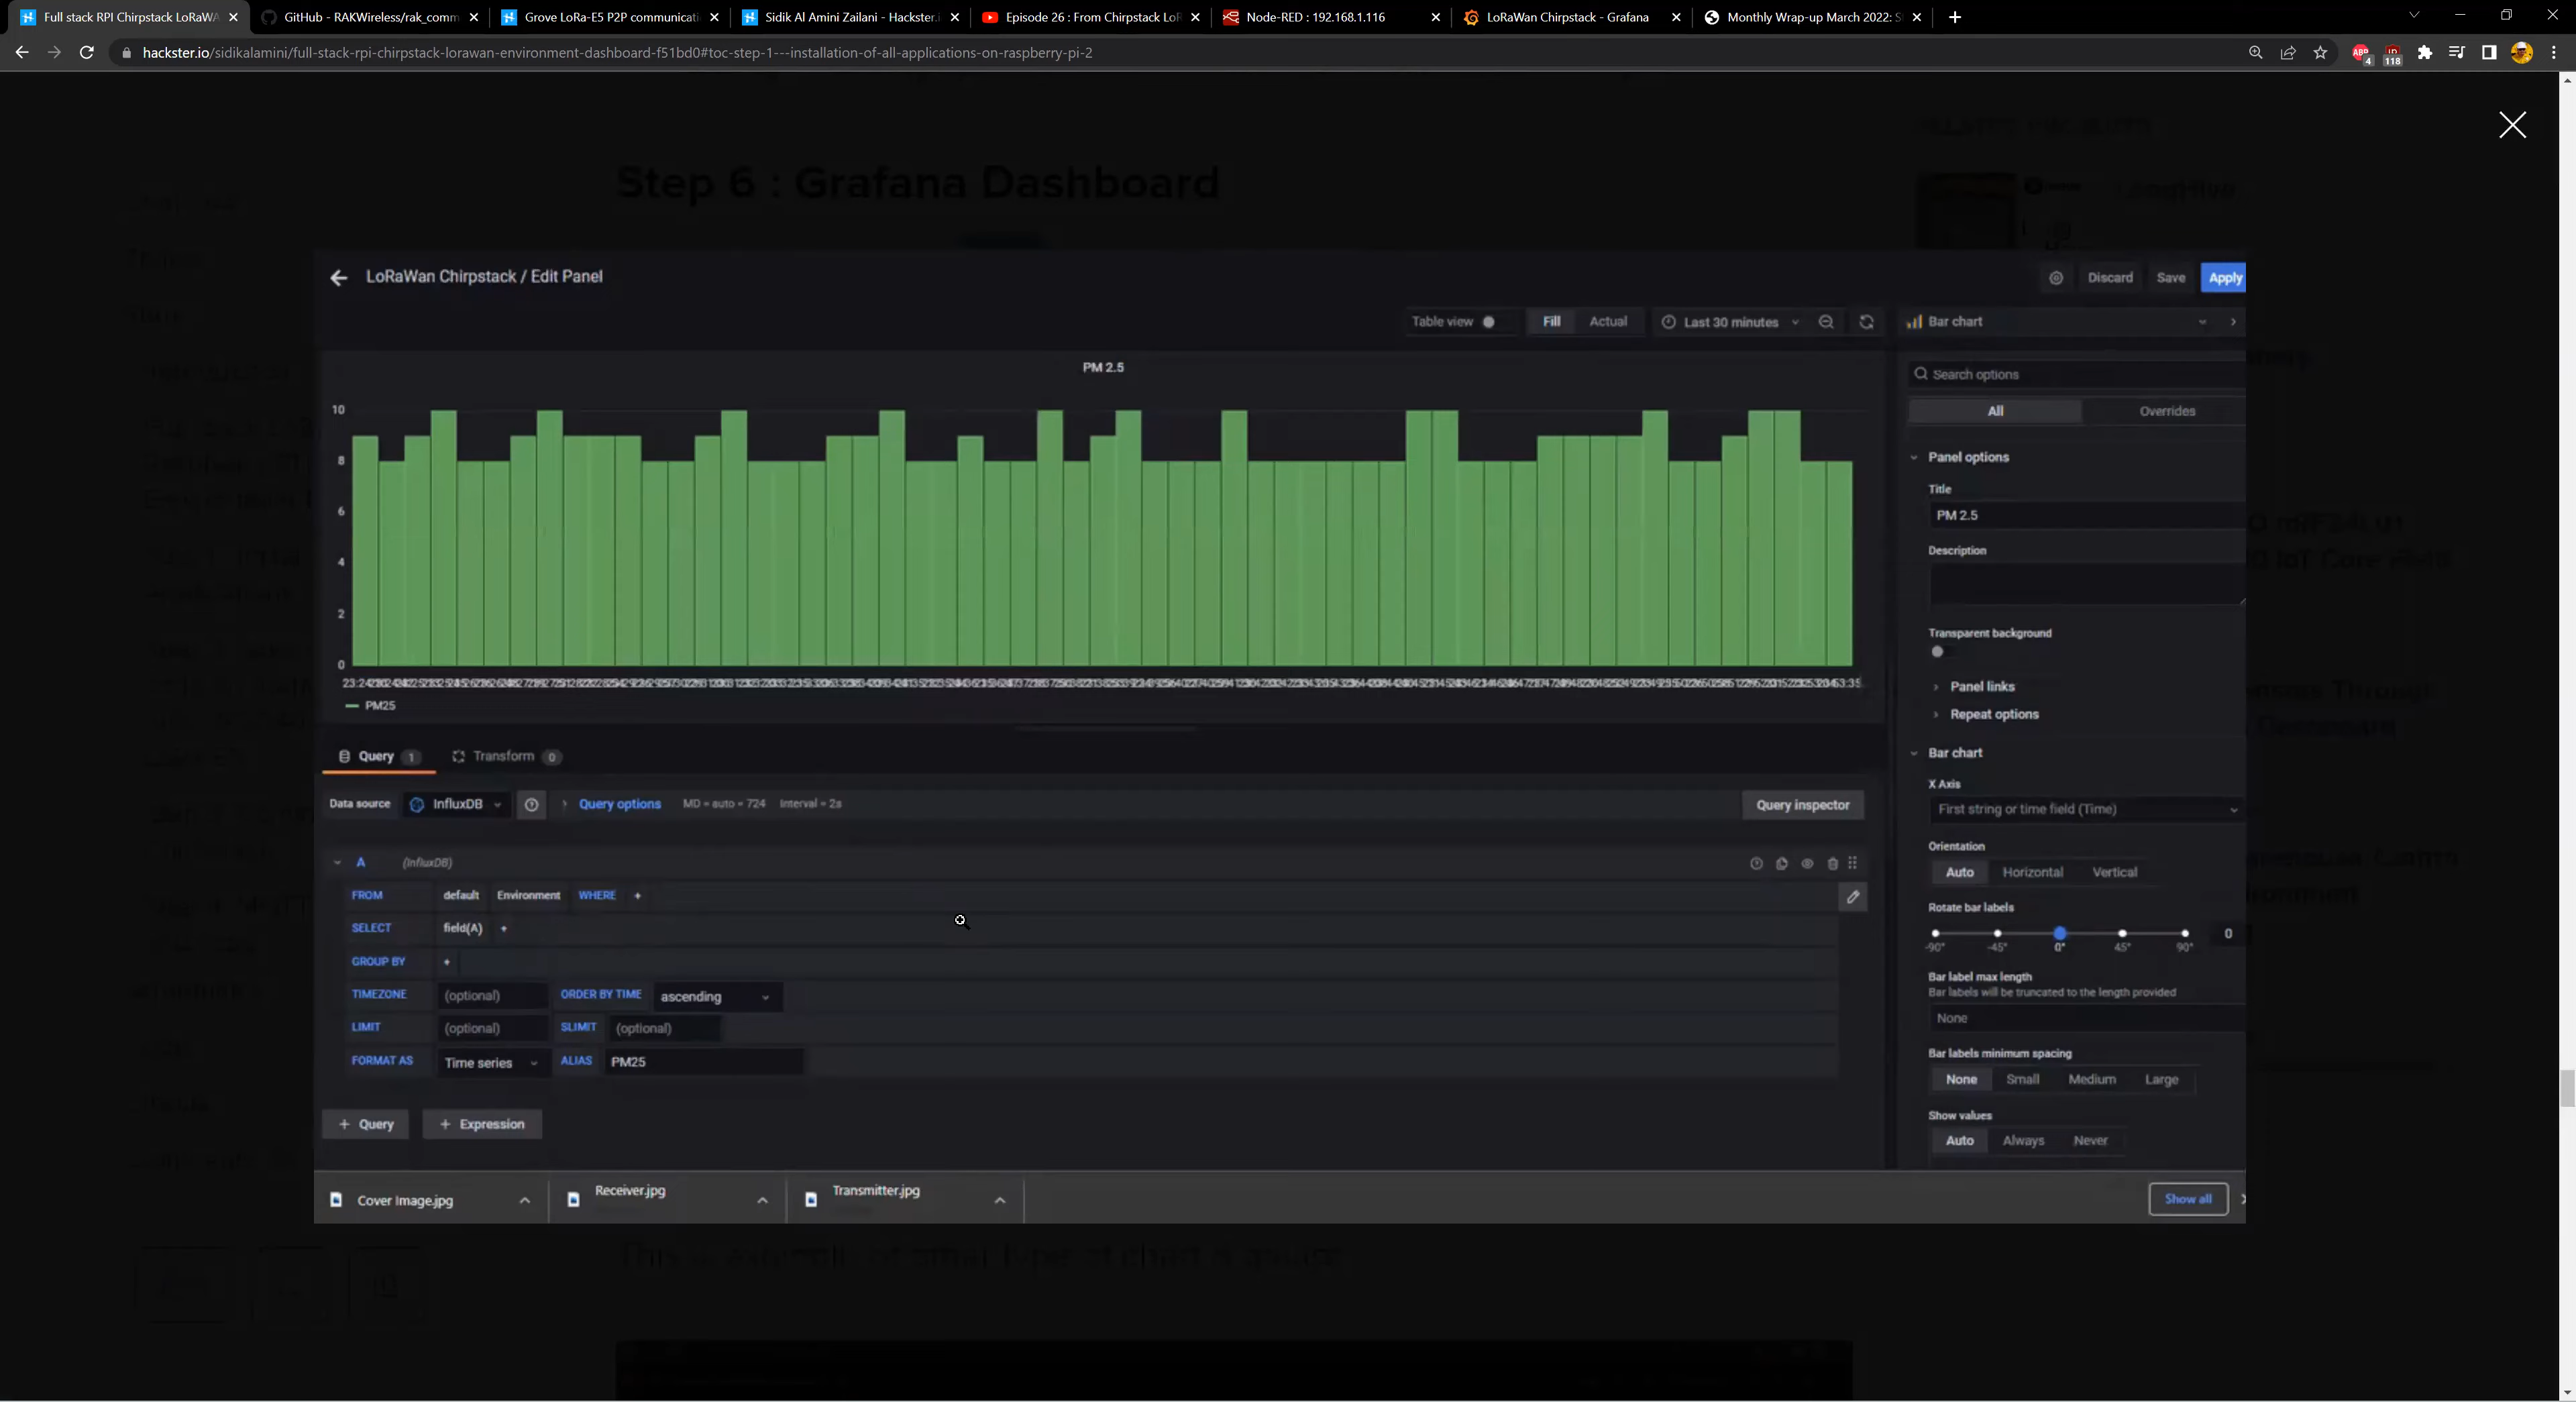 Full stack RPI Chirpstack LoRaWA
GitHub - RAKWireless/rak_comm
Grove LoRa-E5 P2P communicati
Sidik Al Amini Zailani - Hackster.i
Episode 26 : From Chirpstack LoR
Node-RED : 192.168.1.116
LoRaWan Chirpstack - Grafana
Monthly Wrap-up March 2022: S
hackster.io/sidikalamini/full-stack-rpi-chirpstack-lorawan-environment-dashboard-f51bd0#toc-step-1---installation-of-all-applications-on-raspberry-pi-2
4
118
Step 6 : Grafana Dashboard
LoRaWan Chirpstack / Edit Panel
Discard Save Apply
Table view Fill Actual Last 30 minutes
Bar chart
PM 2.5
10
8
6
4
2
0
PM25
Search options
All Overrides
Panel options
Title
PM 2.5
Description
Transparent background
Panel links
Repeat options
Bar chart
X Axis
First string or time field (Time)
Orientation
Auto Horizontal Vertical
Rotate bar labels
0
-90° -45° 0° 45° 90°
Bar label max length
Bar labels will be truncated to the length provided
None
Bar labels minimum spacing
None Small Medium Large
Show values
Auto Always Never
Query 1 Transform 0
Data source InfluxDB Query options MD = auto = 724 Interval = 2s Query inspector
A (InfluxDB)
FROM default Environment WHERE +
SELECT field(A) +
GROUP BY +
TIMEZONE (optional) ORDER BY TIME ascending
LIMIT (optional) SLIMIT (optional)
FORMAT AS Time series ALIAS PM25
+ Query + Expression
Cover Image.jpg Receiver.jpg Transmitter.jpg Show all